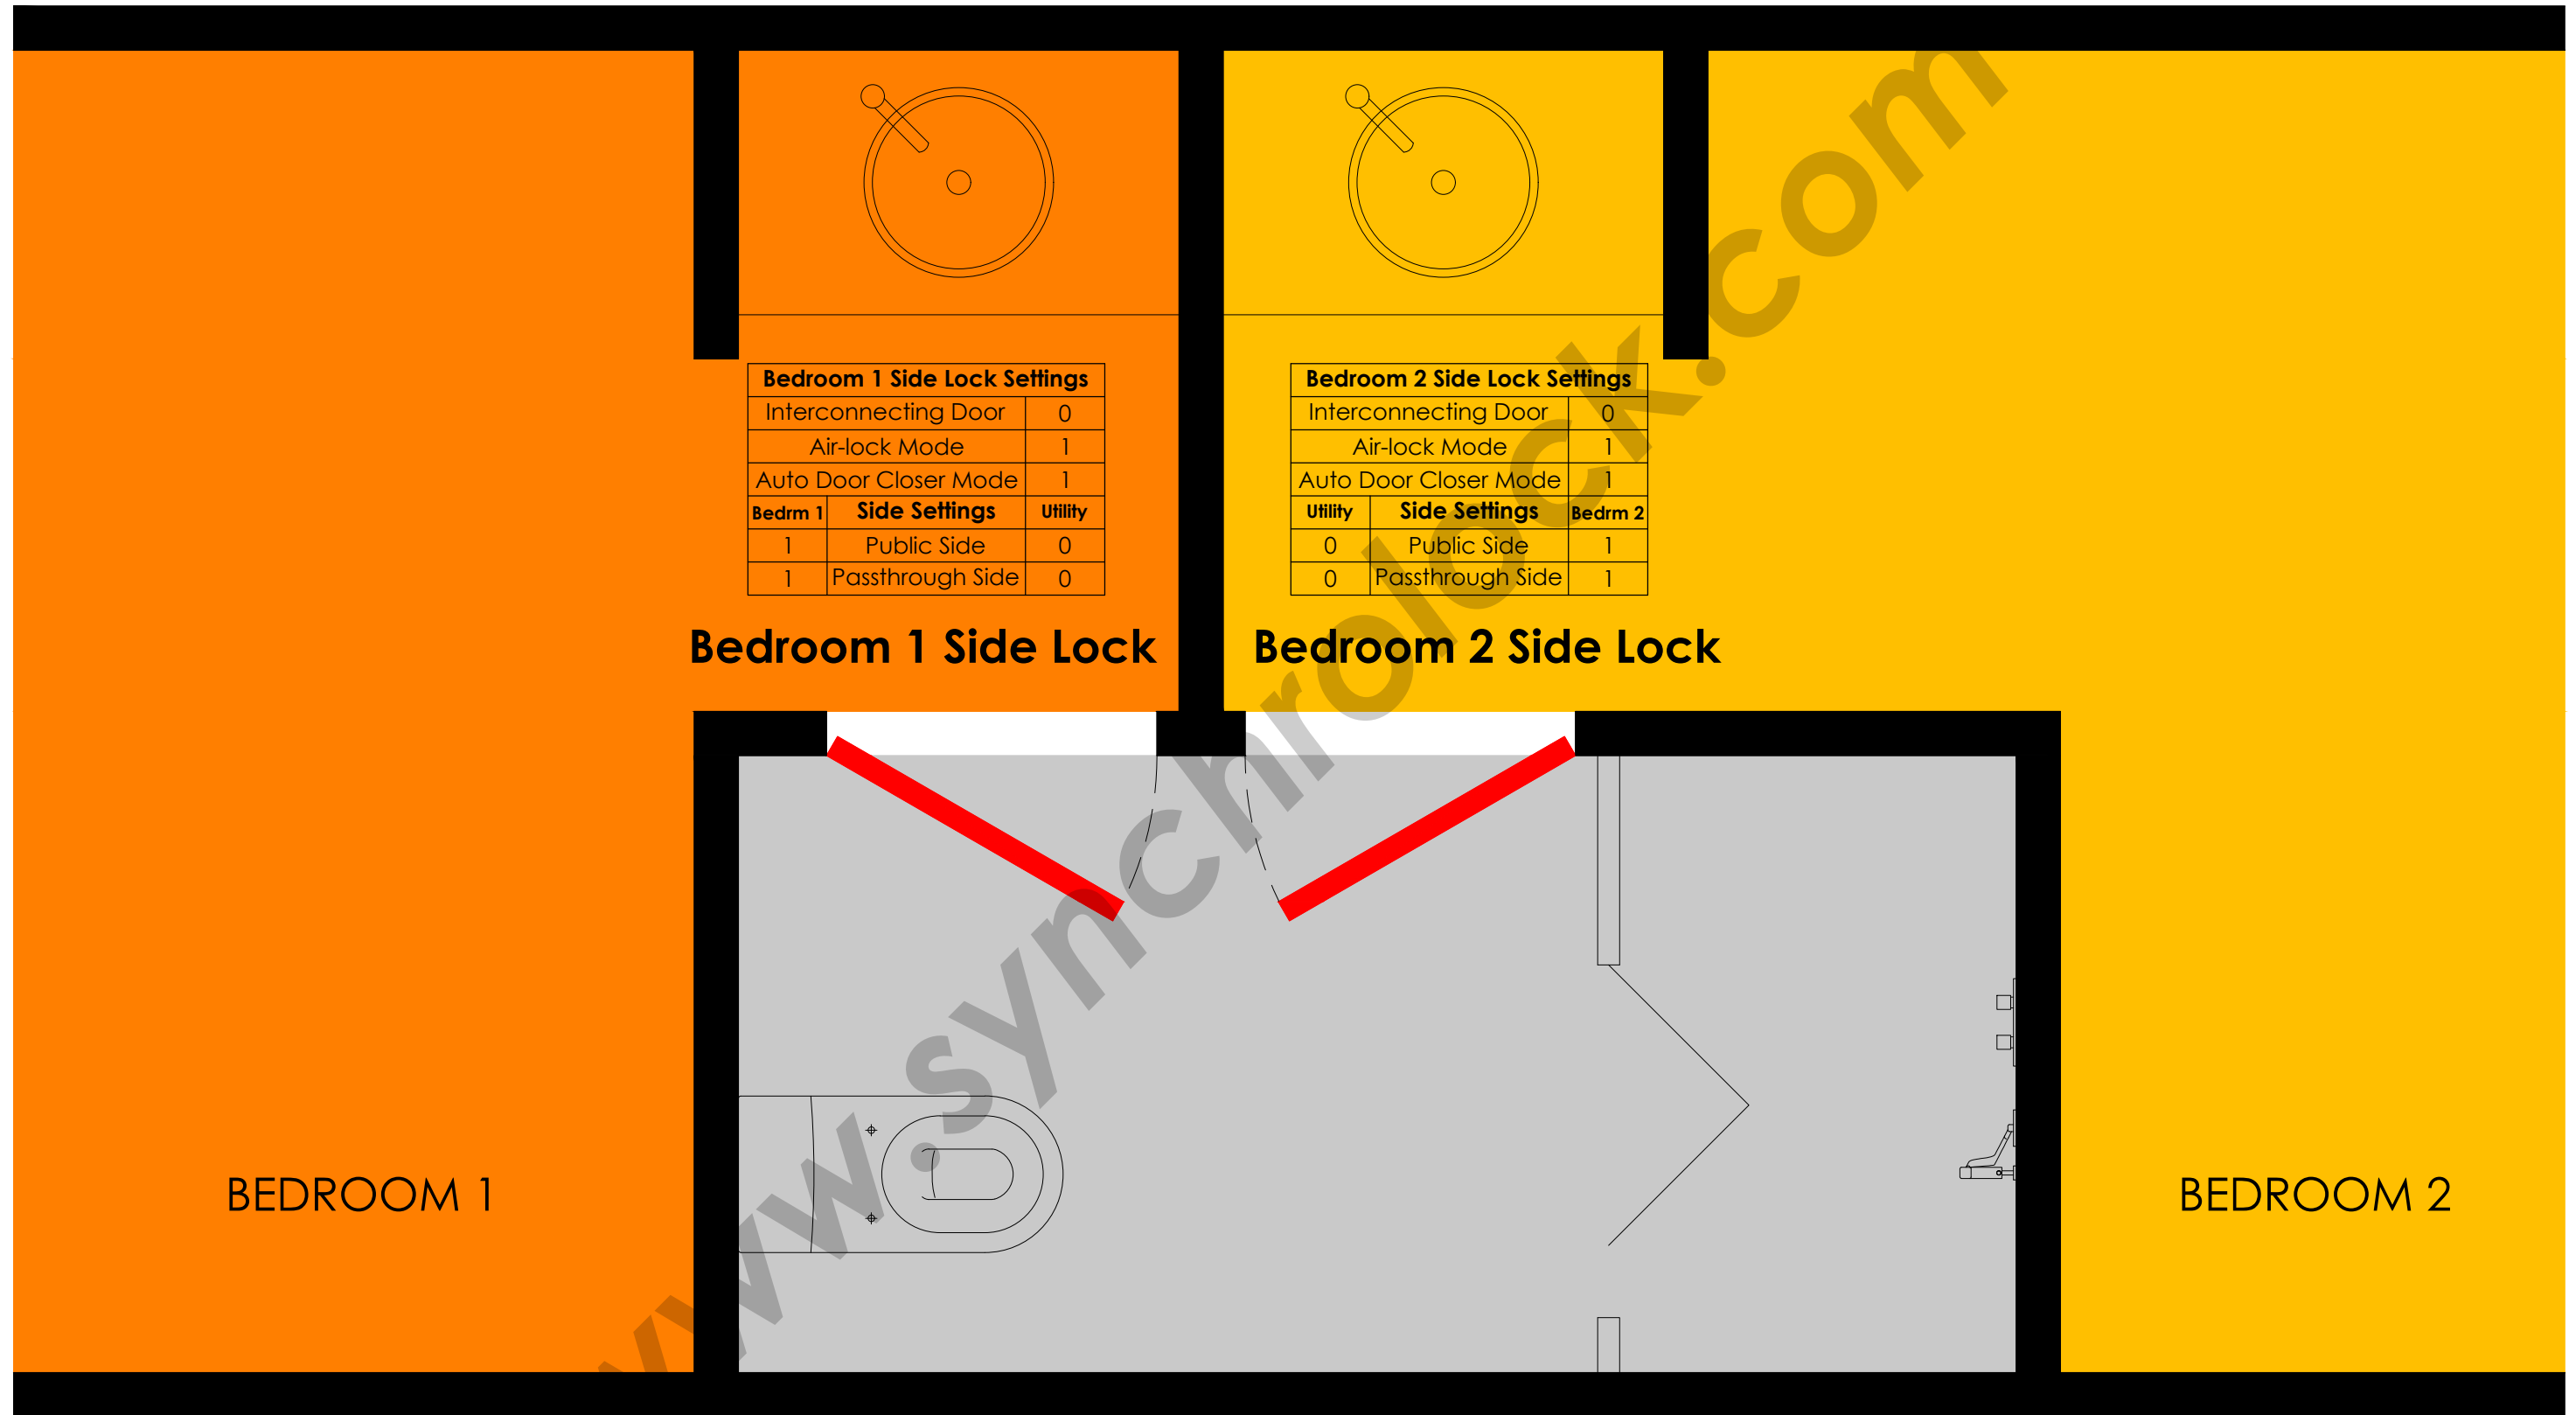 Bedroom 1 Side Lock Settings
Interconnecting Door 0
Air-lock Mode 1
Auto Door Closer Mode 1
Bedrm 1 Side Settings Utility
1 Public Side 0
1 Passthrough Side 0
Bedroom 1 Side Lock
Bedroom 2 Side Lock Settings
Interconnecting Door 0
Air-lock Mode 1
Auto Door Closer Mode 1
Utility Side Settings Bedrm 2
0 Public Side 1
0 Passthrough Side 1
Bedroom 2 Side Lock
BEDROOM 1
BEDROOM 2
www.synchrolock.com